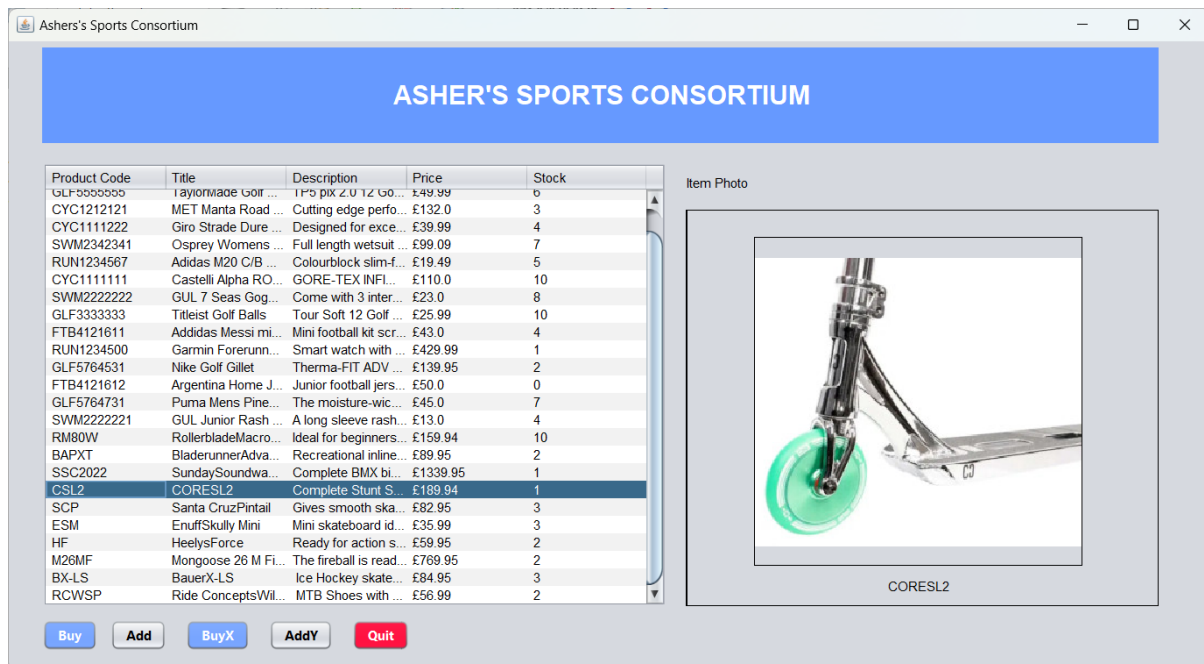 Ashers's Sports Consortium
ASHER'S SPORTS CONSORTIUM
Product Code Title Description Price Stock
GLF5555555 TaylorMade Golf ... TP5 pix 2.0 12 Go... £49.99 6
CYC1212121 MET Manta Road ... Cutting edge perfo... £132.0 3
CYC1111222 Giro Strade Dure ... Designed for exce... £39.99 4
SWM2342341 Osprey Womens ... Full length wetsuit ... £99.09 7
RUN1234567 Adidas M20 C/B ... Colourblock slim-f... £19.49 5
CYC1111111 Castelli Alpha RO... GORE-TEX INFI... £110.0 10
SWM2222222 GUL 7 Seas Gog... Come with 3 inter... £23.0 8
GLF3333333 Titleist Golf Balls Tour Soft 12 Golf ... £25.99 10
FTB4121611 Addidas Messi mi... Mini football kit scr... £43.0 4
RUN1234500 Garmin Forerunn... Smart watch with ... £429.99 1
GLF5764531 Nike Golf Gillet Therma-FIT ADV ... £139.95 2
FTB4121612 Argentina Home J... Junior football jers... £50.0 0
GLF5764731 Puma Mens Pine... The moisture-wic... £45.0 7
SWM2222221 GUL Junior Rash ... A long sleeve rash... £13.0 4
RM80W RollerbladeMacro... Ideal for beginners... £159.94 10
BAPXT BladerunnerAdva... Recreational inline... £89.95 2
SSC2022 SundaySoundwa... Complete BMX bi... £1339.95 1
CSL2 CORESL2 Complete Stunt S... £189.94 1
SCP Santa CruzPintail Gives smooth ska... £82.95 3
ESM EnuffSkully Mini Mini skateboard id... £35.99 3
HF HeelysForce Ready for action s... £59.95 2
M26MF Mongoose 26 M Fi... The fireball is read... £769.95 2
BX-LS BauerX-LS Ice Hockey skate... £84.95 3
RCWSP Ride ConceptsWil... MTB Shoes with ... £56.99 2
Item Photo
CORESL2
Buy Add BuyX AddY Quit